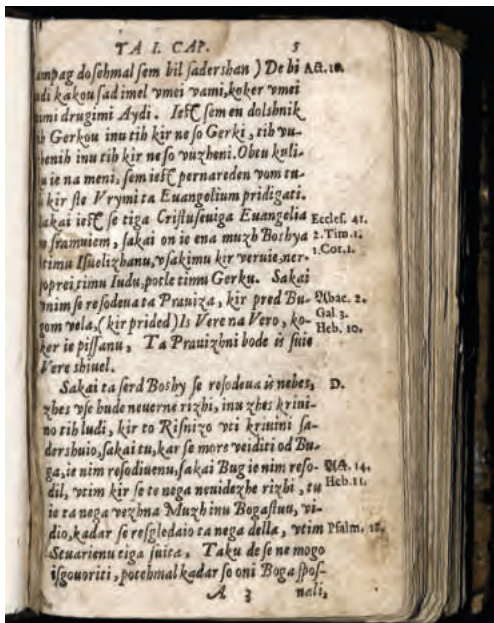 TA I. CAP. 5
mpag doſehmal ſem bil ſadershan ) De bi Act. 10.
di kakou ſad imel vmei vami, koker vmei
mi drugimi Aydi. Ieſt ſem en dolshnik
Gerkou inu tih kir ne ſo Gerki, tih vu-
zhenih inu tih kir ne ſo vuzheni. Obtu kuli-
ie na meni, ſem ieſt pernareden vom tu-
kir ſte V rymi ta Euangelium pridigati.
ſakai ieſt ſe tiga Criſtuſeuiga Euangelia Eccleſ. 41.
ne ſramuiem, ſakai on ie ena muzh Boshya 2. Tim. 1.
timu Iſuelizhanu, vſakimu kir veruie, ner- 1. Cor. 1.
poprei timu Iudu, potle timu Gerku. Sakai
vnim ſe reſodeua ta Prauiza, kir pred Bu- Abac. 2.
gom vela, (kir prided) Is Vere na Vero, ko- Gal. 3.
ker ie piſſanu, Ta Prauizhni bode is ſuie Heb. 10.
Vere shiuel.
Sakai ta ſerd Boshy ſe reſodeua is nebes, D.
zhes vſe hude neuerne rizhi, inu zhes kriui-
no tih ludi, kir to Riſnizo vti kriuini ſa-
dershuio, ſakai tu, kar ſe more veiditi od Bu-
ga, ie nim reſodiuenu, ſakai Bug ie nim reſo- Act. 14.
dil, vtim kir ſe te nega neuidezhe rizhi, tu Heb. 11.
ie ta nega vezhna Muzh inu Bogaſtuu, vi-
dio, kadar ſe reſgledaio ta nega della, vtim Pſalm. 18.
Stuarienu tiga ſuita, Taku de ſe ne mogo
iſgouoriti, potehmal kadar ſo oni Boga ſpoſ-
A 3 nali,